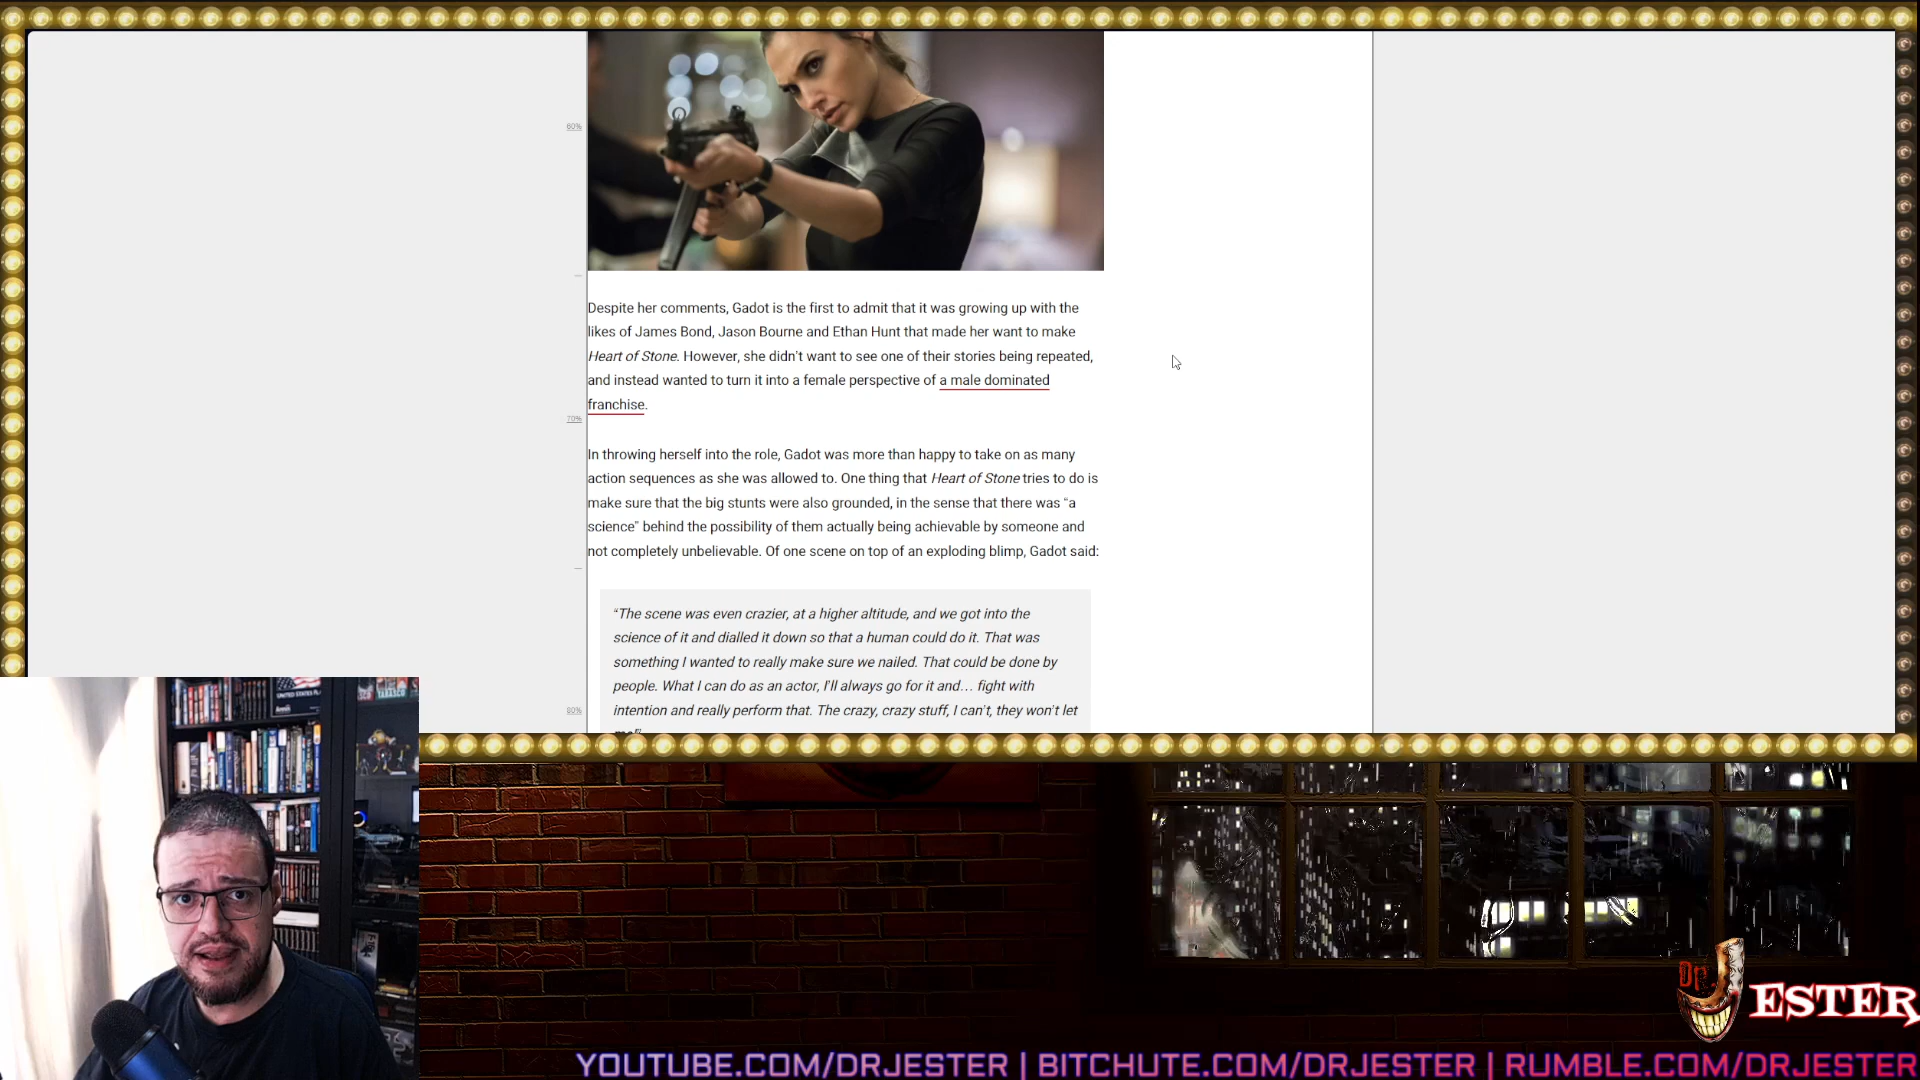 60%
Despite her comments, Gadot is the first to admit that it was growing up with the
likes of James Bond, Jason Bourne and Ethan Hunt that made her want to make
Heart of Stone. However, she didn't want to see one of their stories being repeated,
and instead wanted to turn it into a female perspective of a male dominated
franchise.
70%
In throwing herself into the role, Gadot was more than happy to take on as many
action sequences as she was allowed to. One thing that Heart of Stone tries to do is
make sure that the big stunts were also grounded, in the sense that there was “a
science” behind the possibility of them actually being achievable by someone and
not completely unbelievable. Of one scene on top of an exploding blimp, Gadot said:
“The scene was even crazier, at a higher altitude, and we got into the
science of it and dialled it down so that a human could do it. That was
something I wanted to really make sure we nailed. That could be done by
people. What I can do as an actor, I'll always go for it and… fight with
intention and really perform that. The crazy, crazy stuff, I can't, they won't let
80%
Dr. JESTER
YOUTUBE.COM/DRJESTER | BITCHUTE.COM/DRJESTER | RUMBLE.COM/DRJESTER